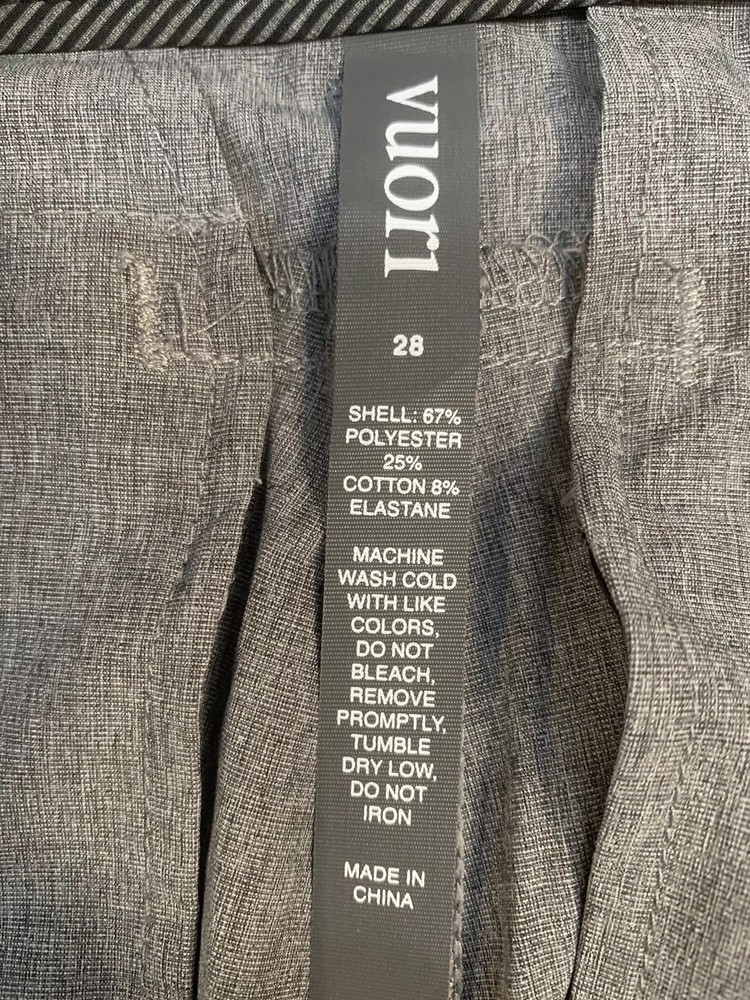 vuori
28
SHELL: 67%
POLYESTER
25%
COTTON 8%
ELASTANE
MACHINE
WASH COLD
WITH LIKE
COLORS,
DO NOT
BLEACH,
REMOVE
PROMPTLY,
TUMBLE
DRY LOW,
DO NOT
IRON
MADE IN
CHINA